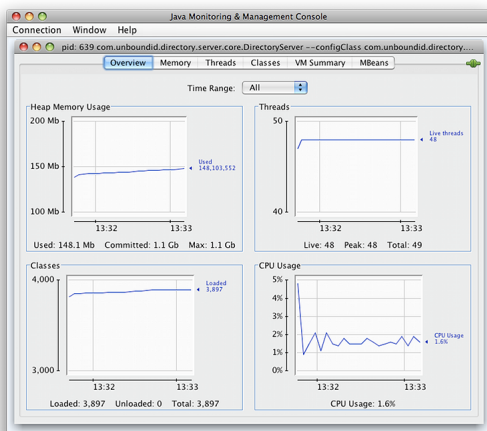 Java Monitoring & Management Console
Connection Window Help
pid: 639 com.unboundid.directory.server.core.DirectoryServer --configClass com.unboundid.directory....
Overview Memory Threads Classes VM Summary MBeans
Time Range: All
Heap Memory Usage
200 Mb
150 Mb
100 Mb
Used
148,103,552
13:32 13:33
Used: 148.1 Mb Committed: 1.1 Gb Max: 1.1 Gb
Threads
50
40
Live threads
48
13:32 13:33
Live: 48 Peak: 48 Total: 49
Classes
4,000
3,000
Loaded
3,897
13:32 13:33
Loaded: 3,897 Unloaded: 0 Total: 3,897
CPU Usage
5%
4%
3%
2%
1%
0%
CPU Usage
1.6%
13:32 13:33
CPU Usage: 1.6%